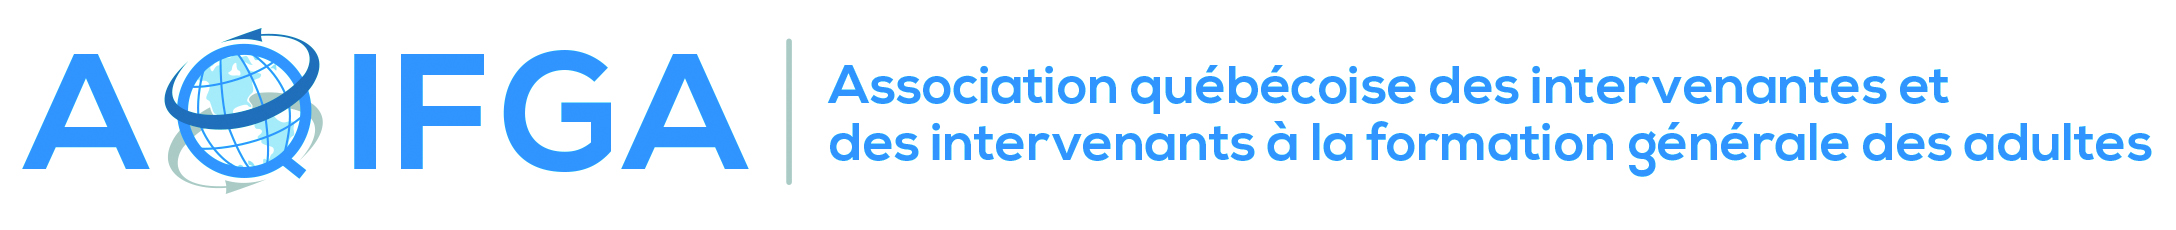 AQIFGA
Association québécoise des intervenantes et
des intervenants à la formation générale des adultes